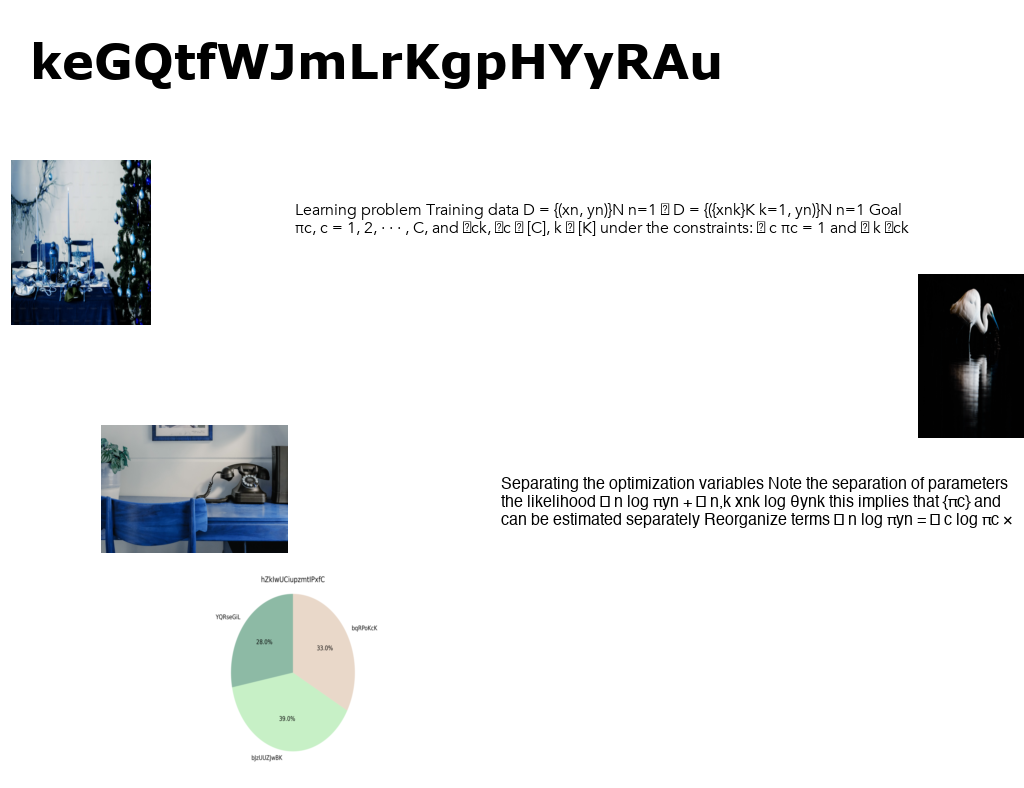 keGQtfWJmLrKgpHYyRAu
Learning problem Training data D = {(xn, yn)}N n=1 � D = {({xnk}K k=1, yn)}N n=1 Goal
πc, c = 1, 2, · · · , C, and �ck, �c � [C], k � [K] under the constraints: � c πc = 1 and � k �ck
Separating the optimization variables Note the separation of parameters
the likelihood � n log πyn + � n,k xnk log θynk this implies that {πc} and
can be estimated separately Reorganize terms � n log πyn = � c log πc ×
hZkIwUCiupzmtIPxfC
YQRseGiL
bqRPoKcK
28.0%
33.0%
39.0%
bjzUUZJwBK